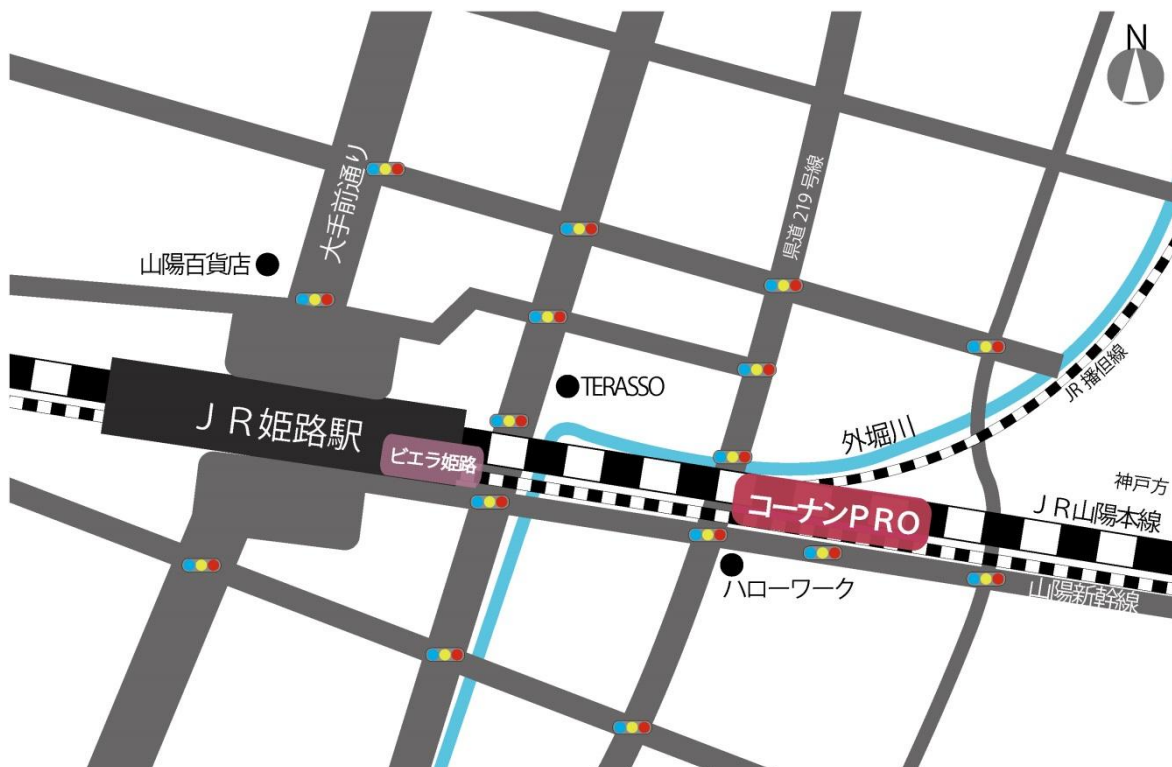 N
大手前通り
県道219号線
山陽百貨店
JR播但線
TERASSO
ＪＲ姫路駅
外堀川
ビエラ姫路
神戸方
コーナンPRO
ＪＲ山陽本線
ハローワーク
山陽新幹線